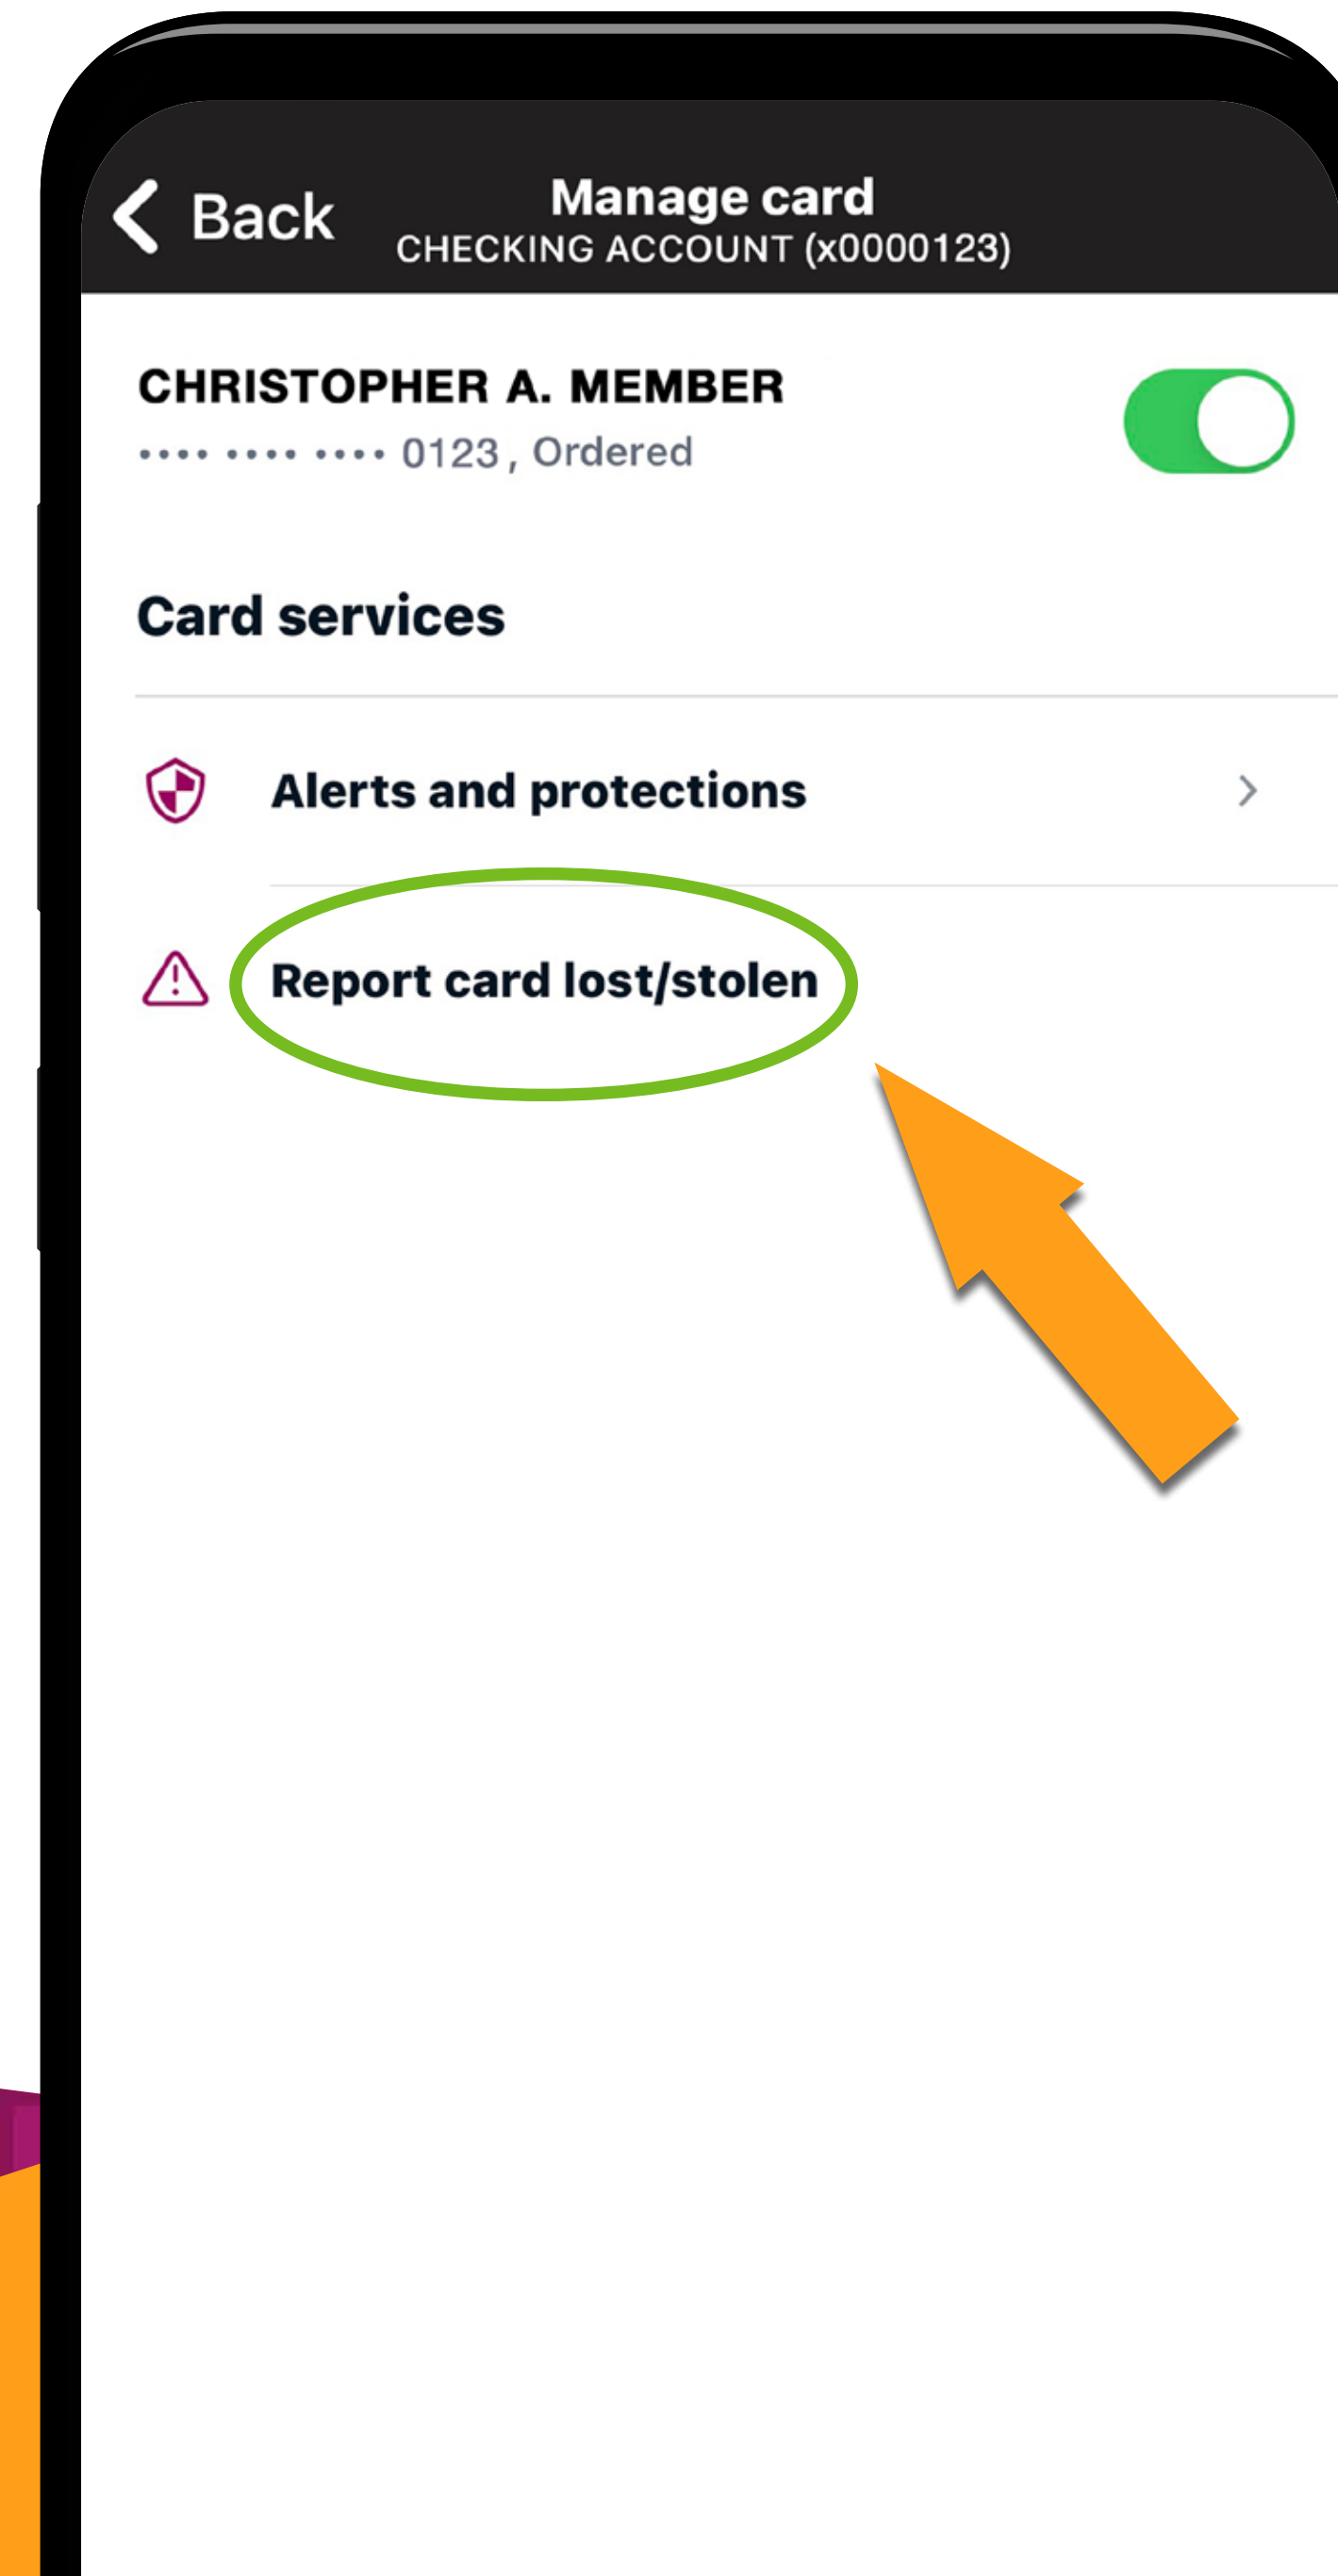 Back
Manage card
CHECKING ACCOUNT (x0000123)
CHRISTOPHER A. MEMBER
•••• •••• •••• 0123, Ordered
Card services
Alerts and protections
Report card lost/stolen